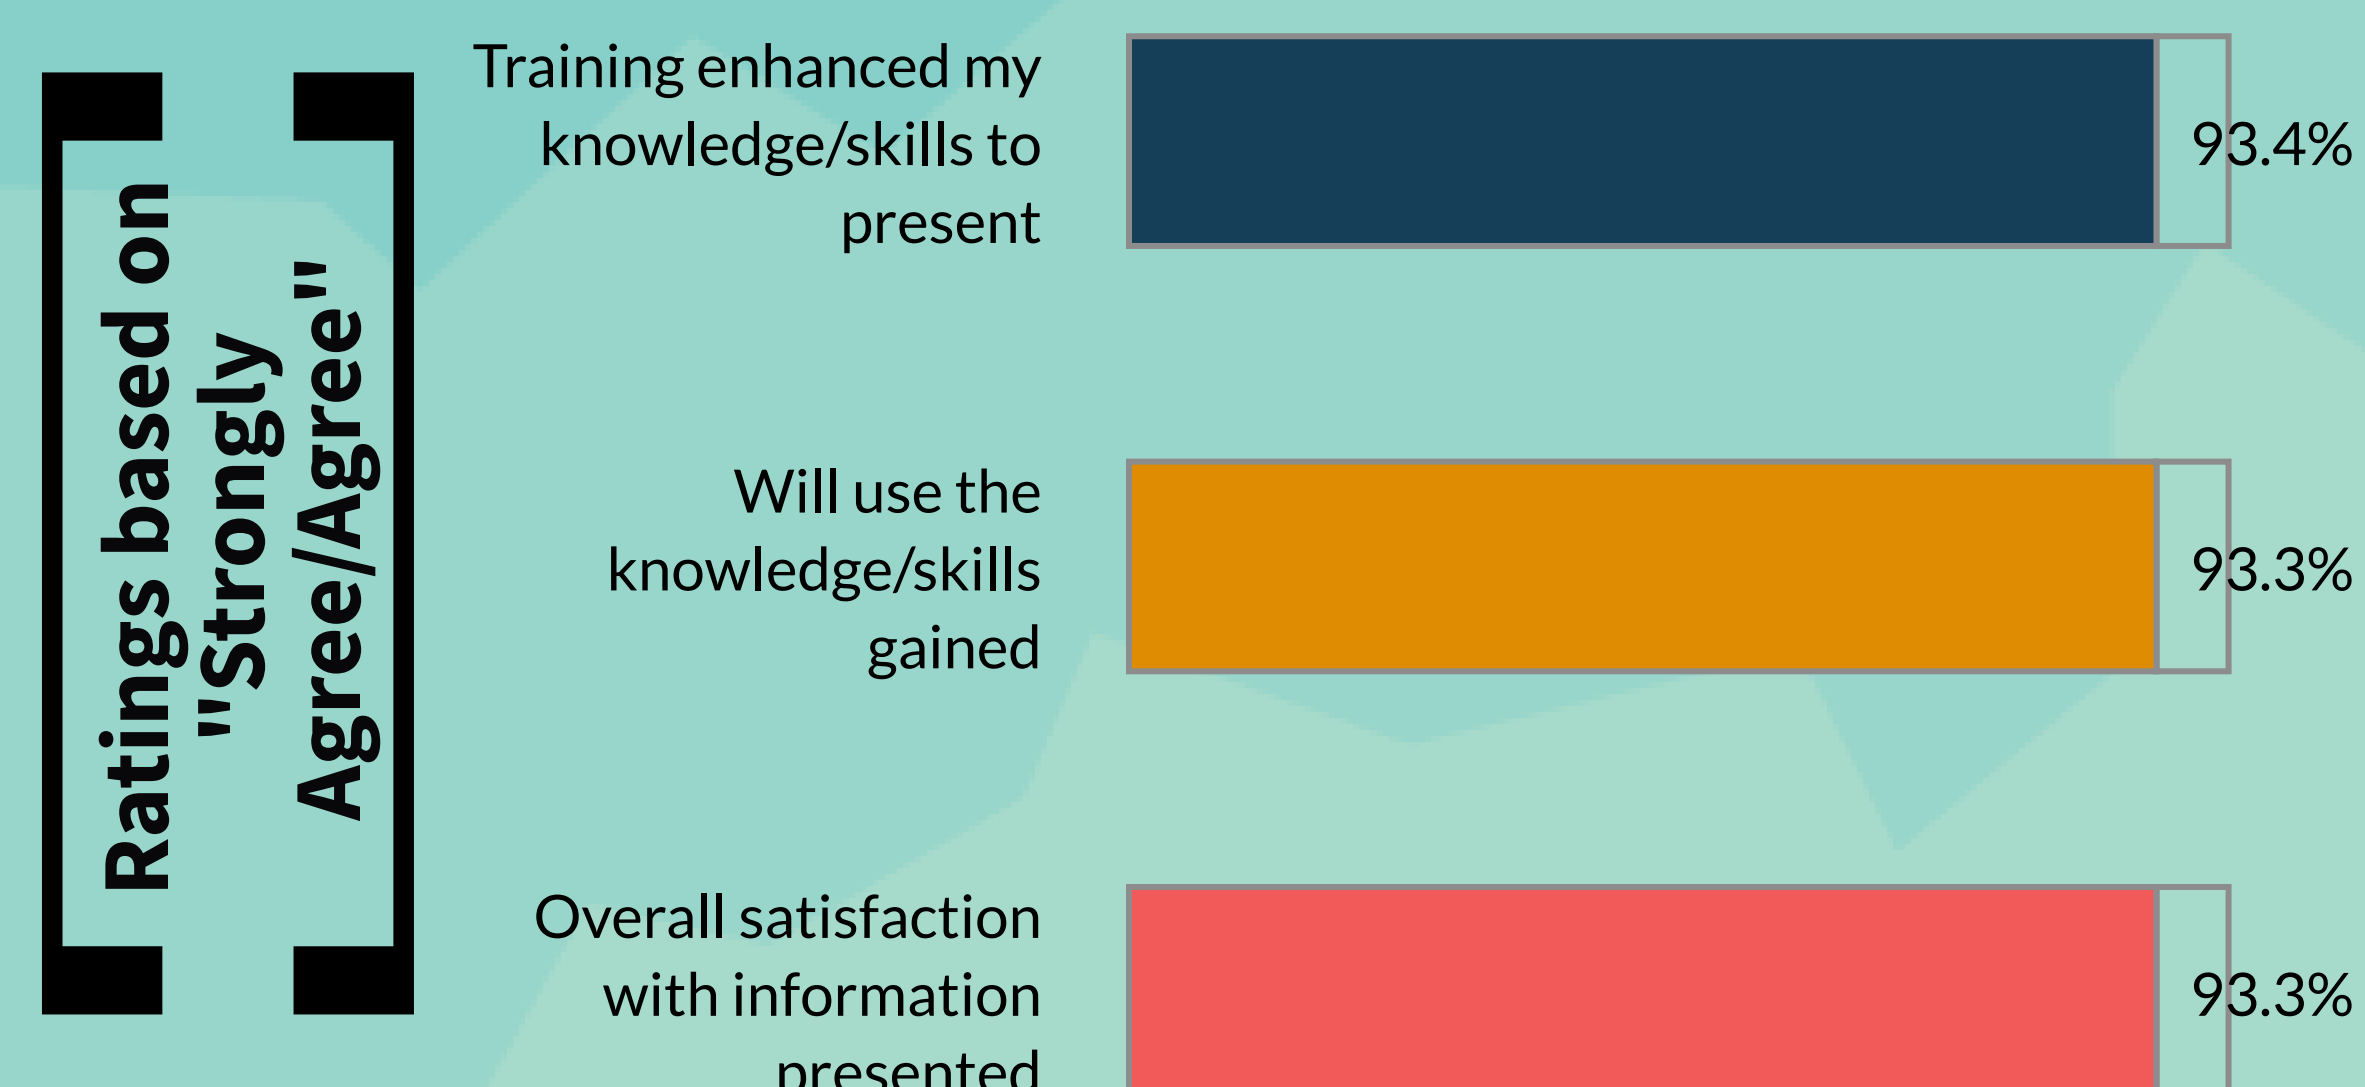 Ratings based on
"Strongly
Agree/Agree"
Training enhanced my
knowledge/skills to
present
93.4%
Will use the
knowledge/skills
gained
93.3%
Overall satisfaction
with information
presented
93.3%